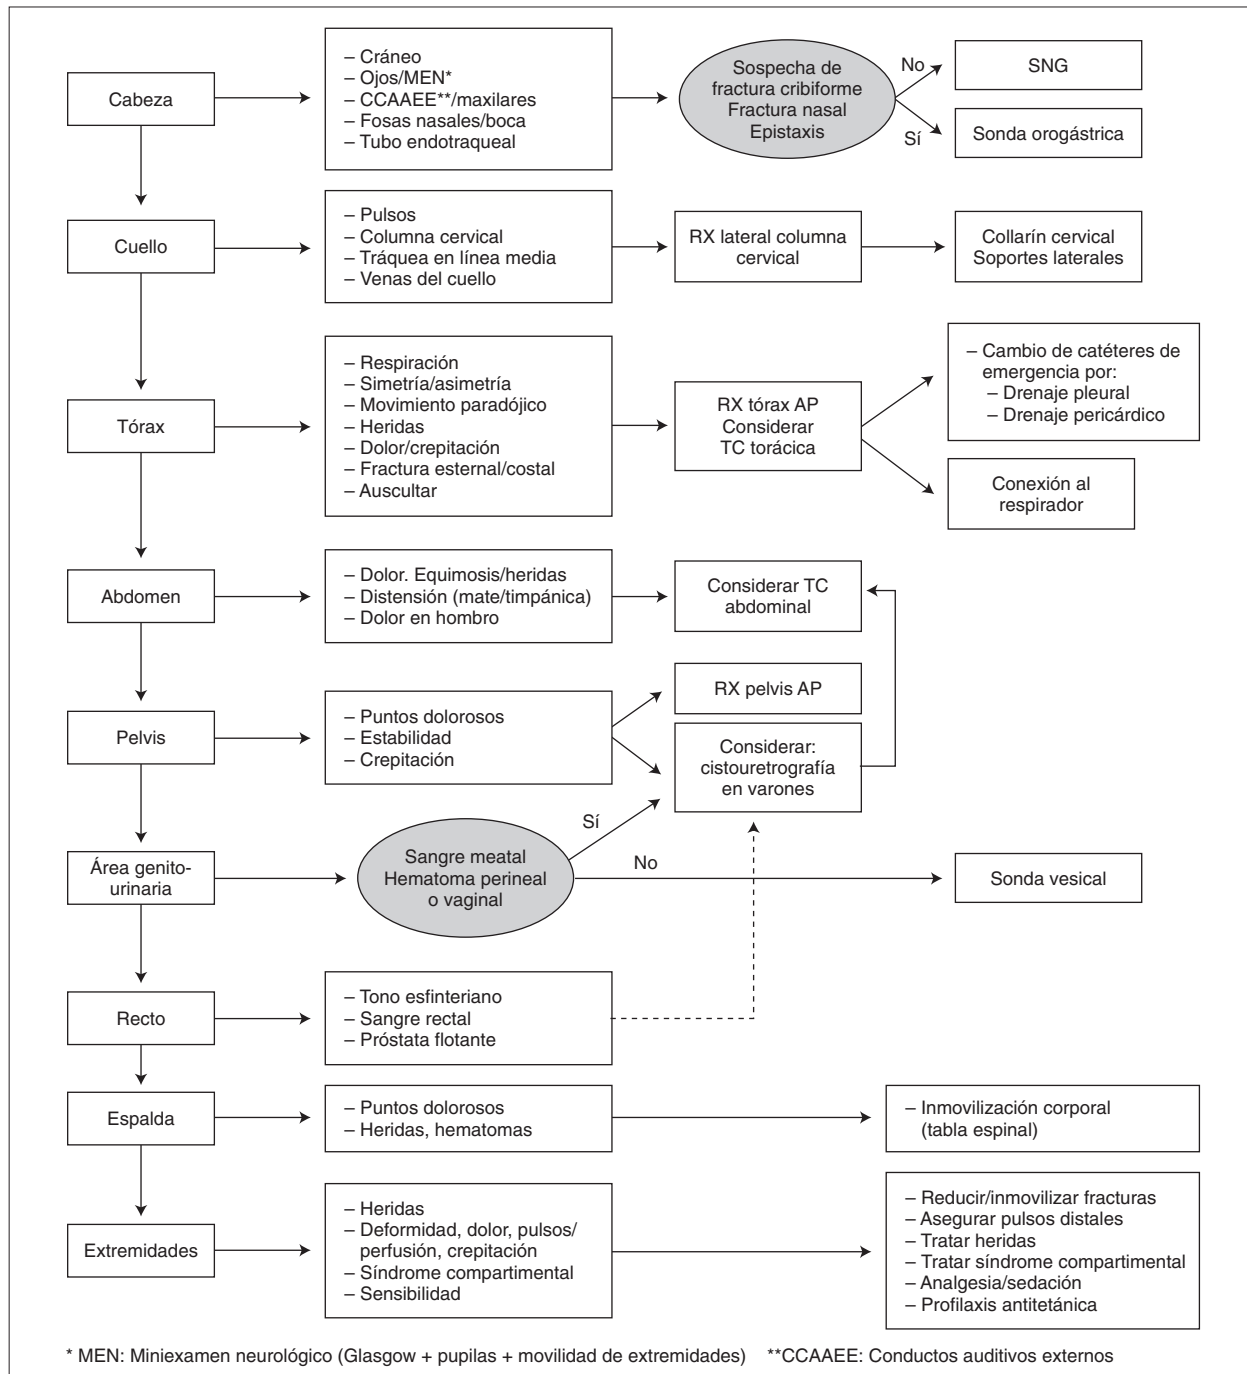 Cabeza
– Cráneo
– Ojos/MEN*
– CCAAEE**/maxilares
– Fosas nasales/boca
– Tubo endotraqueal
Sospecha de
fractura cribiforme
Fractura nasal
Epistaxis
No
SNG
Sí
Sonda orogástrica
Cuello
– Pulsos
– Columna cervical
– Tráquea en línea media
– Venas del cuello
RX lateral columna
cervical
Collarín cervical
Soportes laterales
Tórax
– Respiración
– Simetría/asimetría
– Movimiento paradójico
– Heridas
– Dolor/crepitación
– Fractura esternal/costal
– Auscultar
RX tórax AP
Considerar
TC torácica
– Cambio de catéteres de
emergencia por:
– Drenaje pleural
– Drenaje pericárdico
Conexión al
respirador
Abdomen
– Dolor. Equimosis/heridas
– Distensión (mate/timpánica)
– Dolor en hombro
Considerar TC
abdominal
Pelvis
– Puntos dolorosos
– Estabilidad
– Crepitación
RX pelvis AP
Considerar:
cistouretrografía
en varones
Área genito-
urinaria
Sangre meatal
Hematoma perineal
o vaginal
Sí
No
Sonda vesical
Recto
– Tono esfinteriano
– Sangre rectal
– Próstata flotante
Espalda
– Puntos dolorosos
– Heridas, hematomas
– Inmovilización corporal
(tabla espinal)
Extremidades
– Heridas
– Deformidad, dolor, pulsos/
perfusión, crepitación
– Síndrome compartimental
– Sensibilidad
– Reducir/inmovilizar fracturas
– Asegurar pulsos distales
– Tratar heridas
– Tratar síndrome compartimental
– Analgesia/sedación
– Profilaxis antitetánica
* MEN: Miniexamen neurológico (Glasgow + pupilas + movilidad de extremidades) **CCAAEE: Conductos auditivos externos